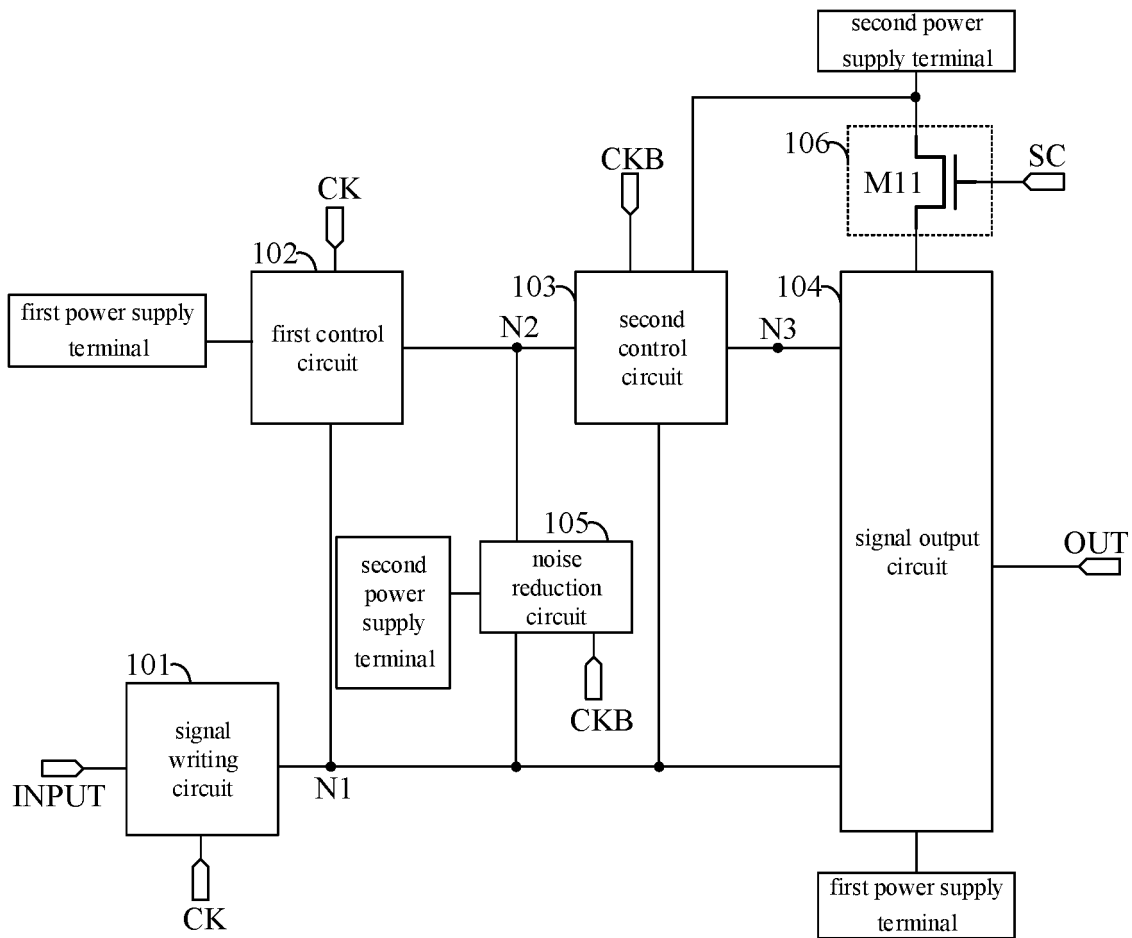 second power
supply terminal
106
SC
M11
CKB
CK
102
103
104
first power supply
terminal
first control
circuit
N2
second
control
circuit
N3
105
second
power
supply
terminal
noise
reduction
circuit
signal output
circuit
OUT
101
CKB
signal
writing
circuit
INPUT
N1
CK
first power supply
terminal